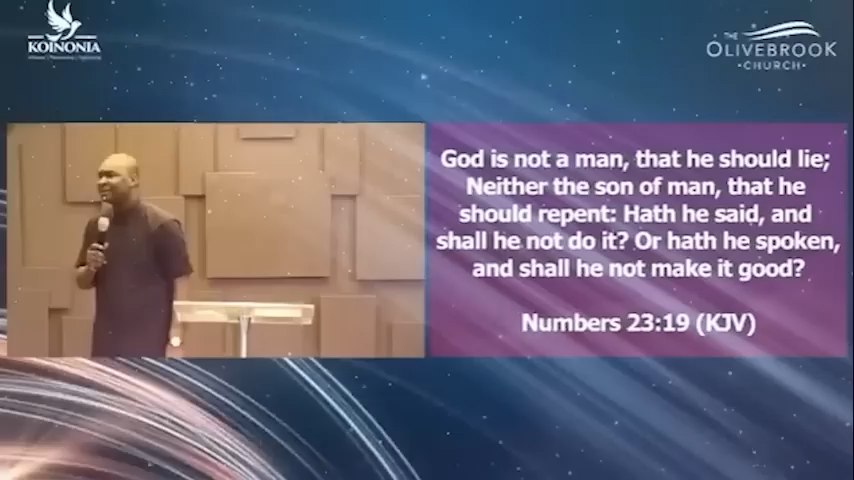 KOINONIA
THE
OLIVEBROOK
•CHURCH•
God is not a man, that he should lie;
Neither the son of man, that he
should repent: Hath he said, and
shall he not do it? Or hath he spoken,
and shall he not make it good?
Numbers 23:19 (KJV)